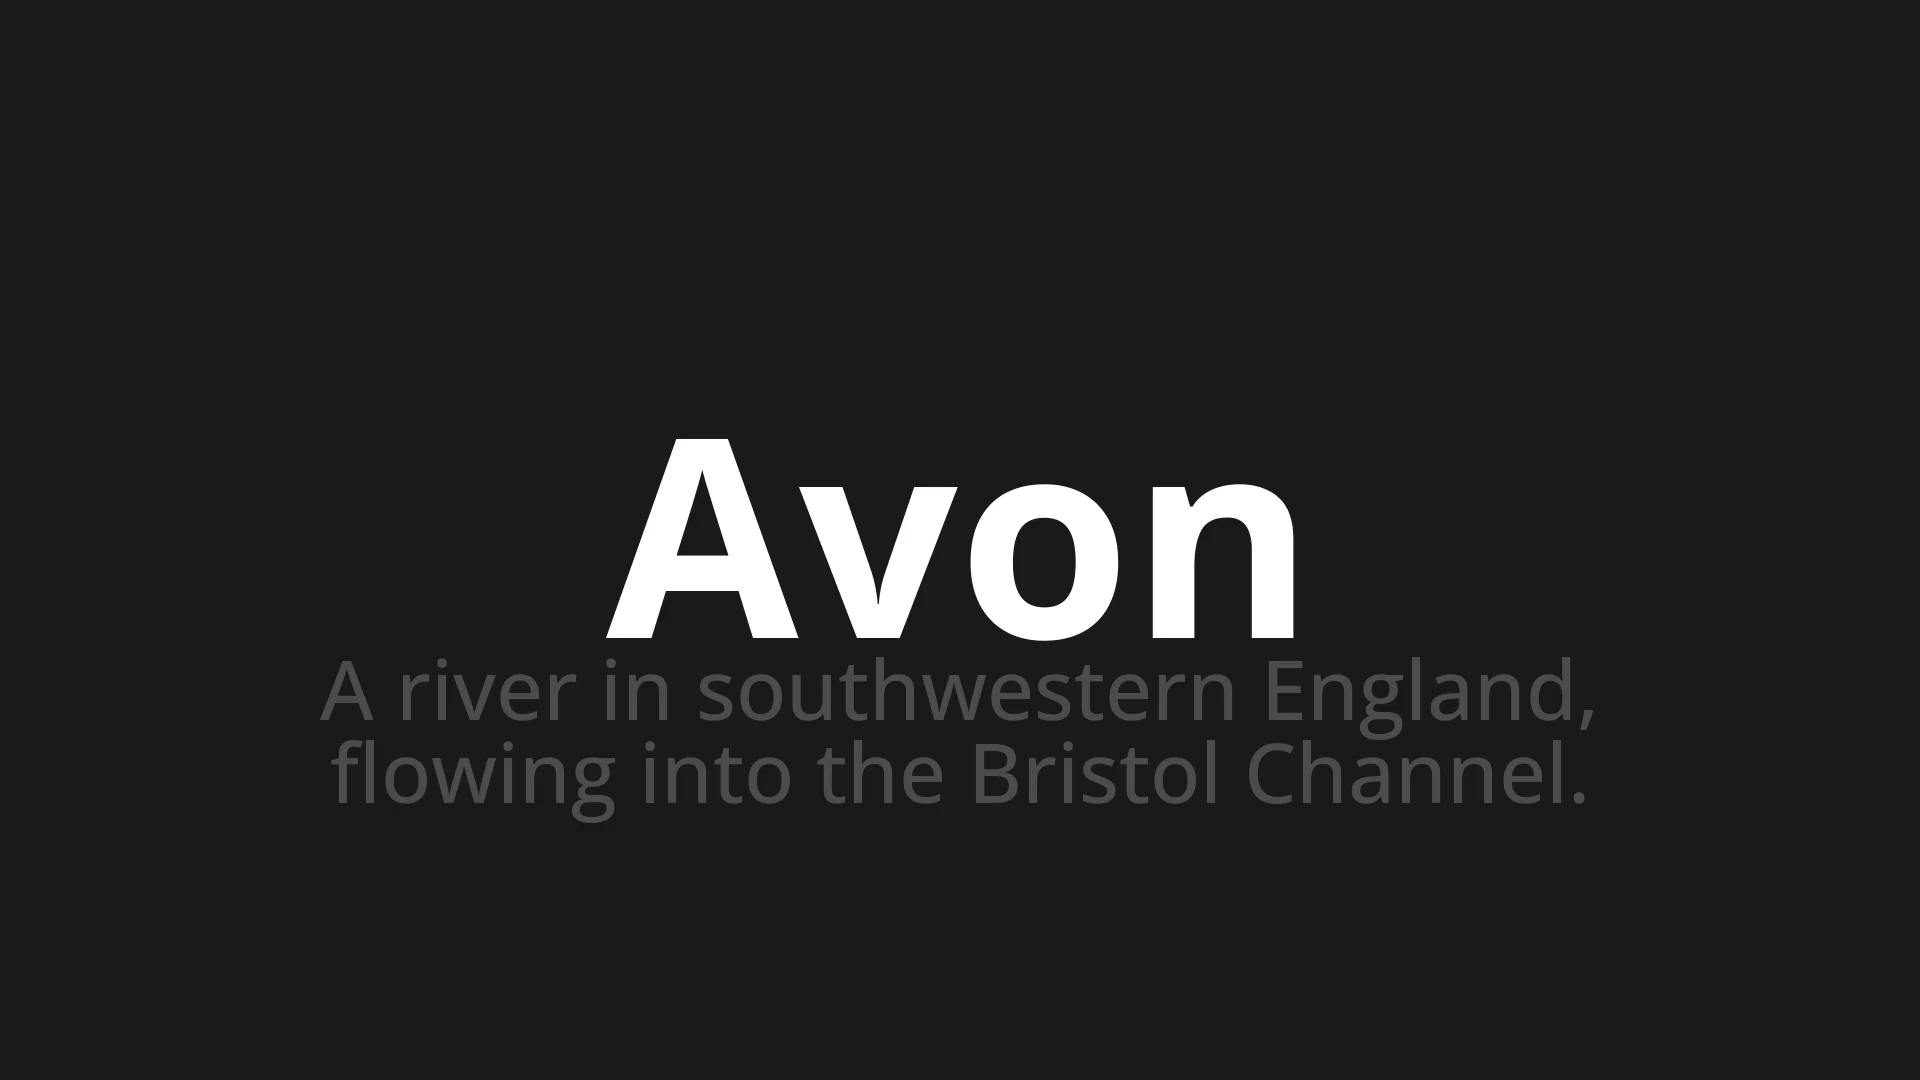 Avon
A river in southwestern England,
flowing into the Bristol Channel.